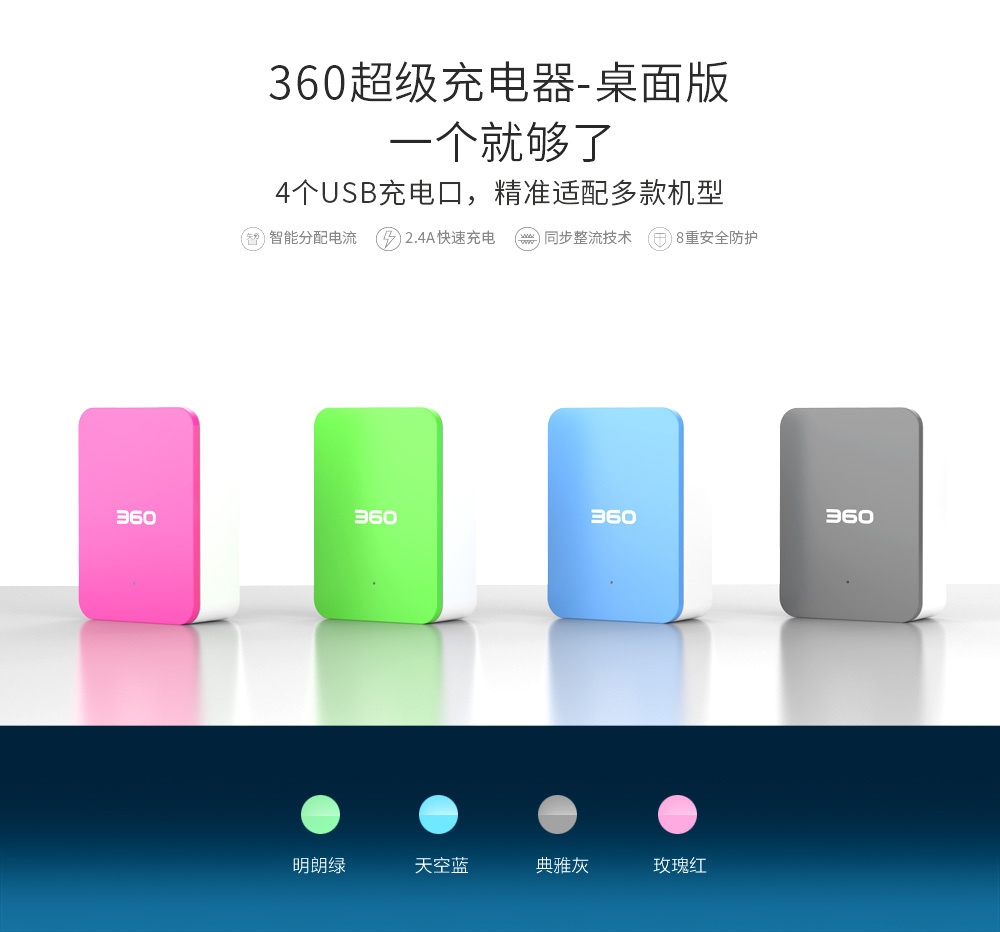 360超级充电器-桌面版
一个就够了
4个USB充电口，精准适配多款机型
智能分配电流 2.4A快速充电 同步整流技术 8重安全防护
360 360 360 360
明朗绿 天空蓝 典雅灰 玫瑰红